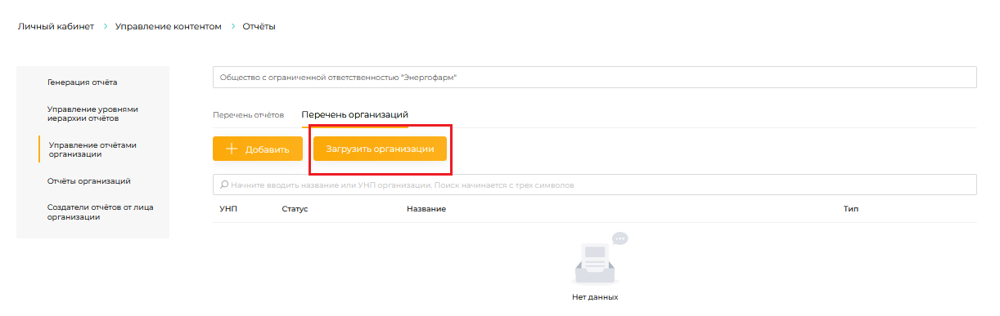 Личный кабинет > Управление контентом > Отчёты
Генерация отчёта
Управление уровнями
иерархии отчётов
Управление отчётами
организации
Отчёты организаций
Создатели отчётов от лица
организации
Общество с ограниченной ответственностью "Энергофарм"
Перечень отчётов Перечень организаций
Добавить Загрузить организации
Начните вводить название или УНП организации. Поиск начинается с трех символов
УНП Статус Название Тип
Нет данных